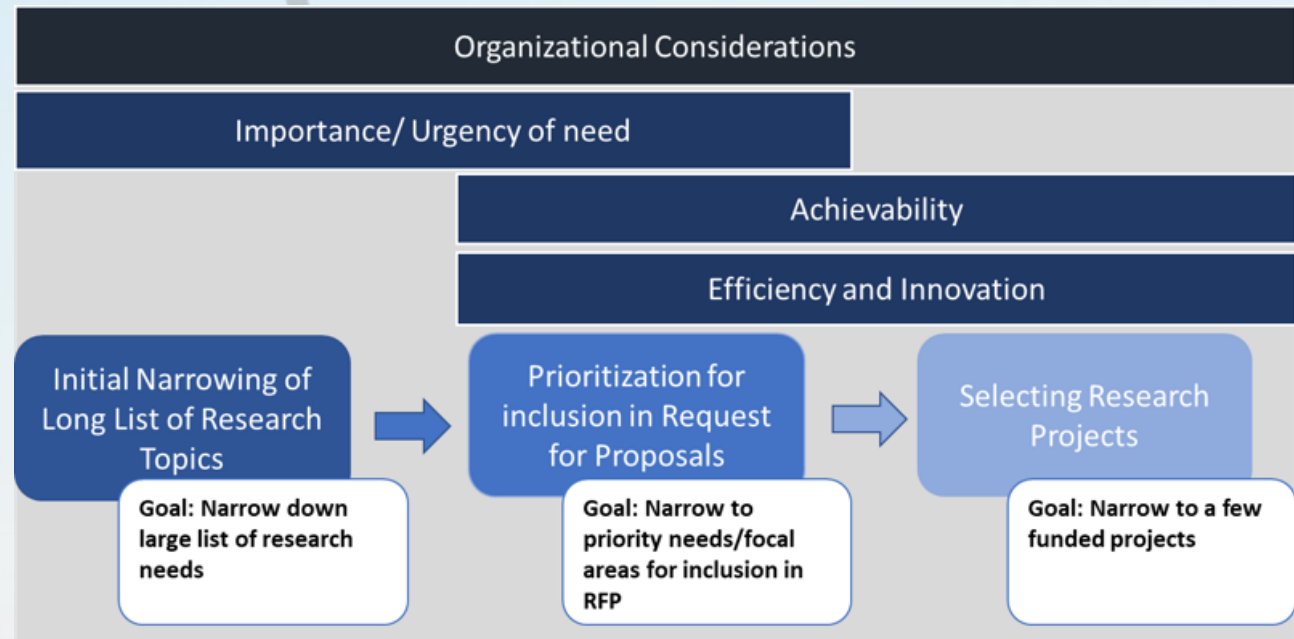 Organizational Considerations
Importance/ Urgency of need
Achievability
Efficiency and Innovation
Initial Narrowing of
Long List of Research
Topics
Goal: Narrow down
large list of research
needs
Prioritization for
inclusion in Request
for Proposals
Goal: Narrow to
priority needs/focal
areas for inclusion in
RFP
Selecting Research
Projects
Goal: Narrow to a few
funded projects